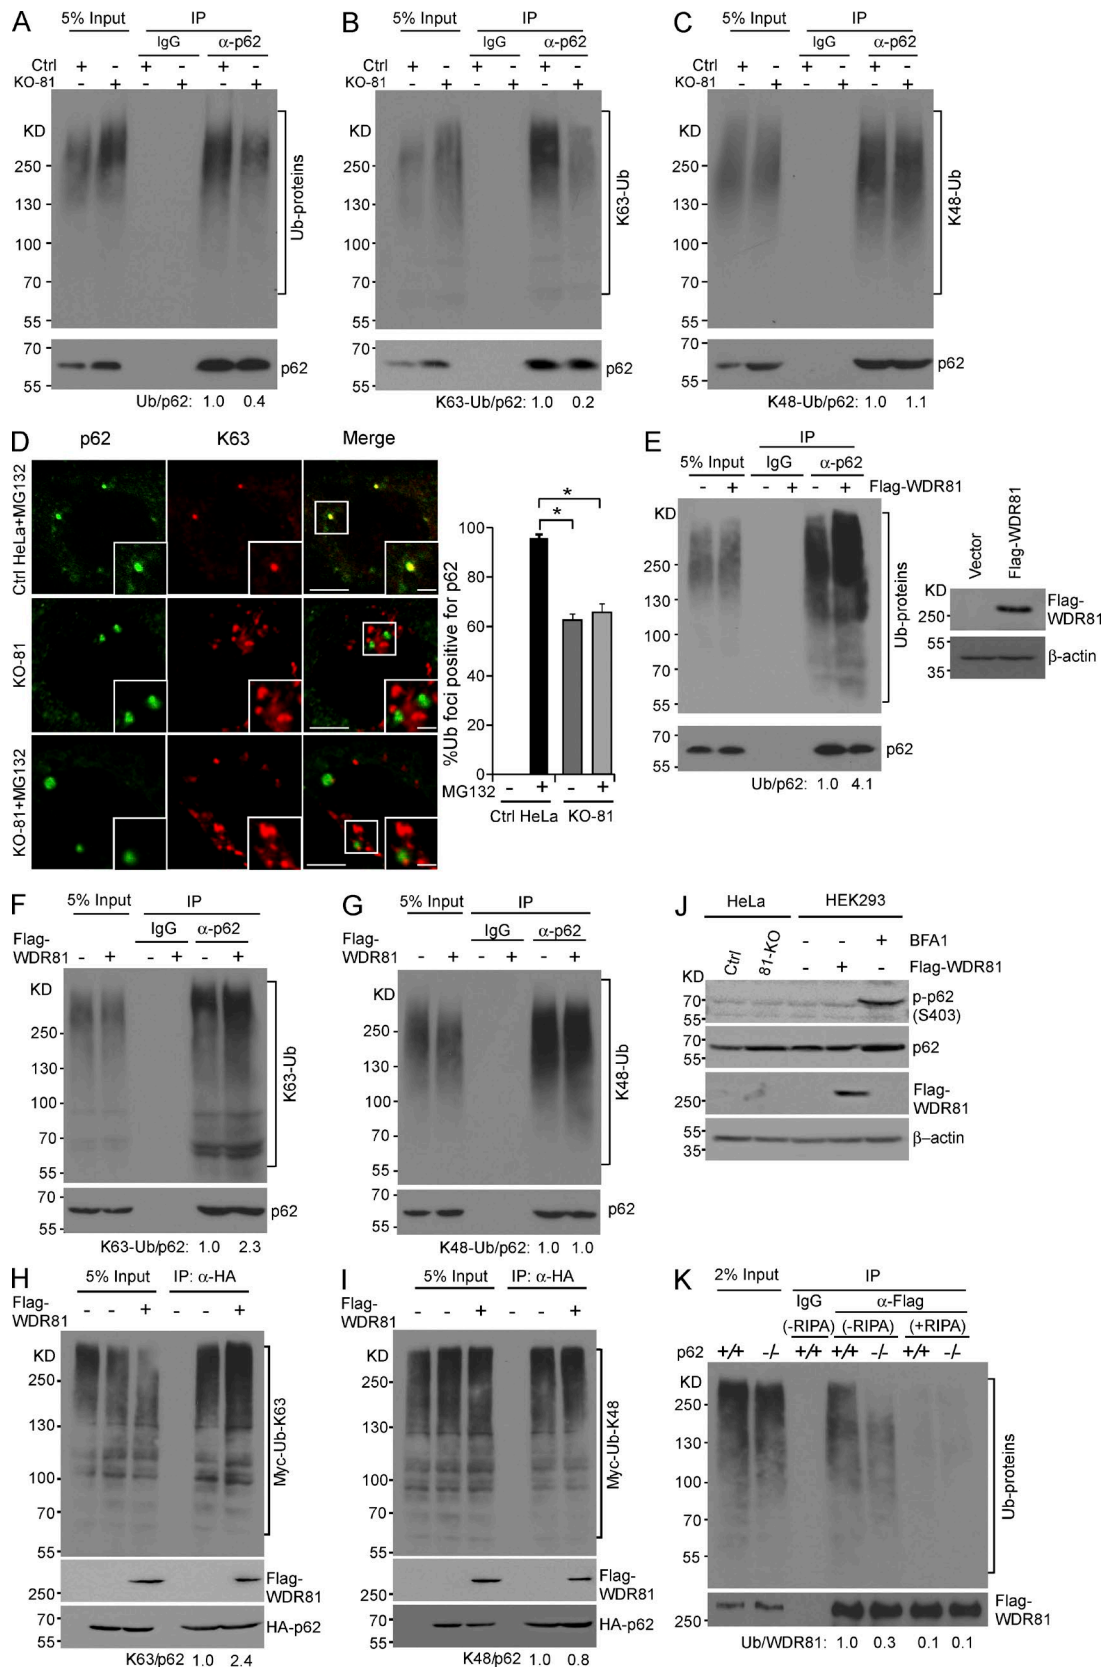 A
5% Input IP
IgG α-p62
Ctrl + - + - + -
KO-81 - + - + - +
KD
250
130
100
70
55
Ub-proteins
70
55
p62
Ub/p62: 1.0 0.4
B
5% Input IP
IgG α-p62
Ctrl + - + - + -
KO-81 - + - + - +
KD
250
130
100
70
55
K63-Ub
70
55
p62
K63-Ub/p62: 1.0 0.2
C
5% Input IP
IgG α-p62
Ctrl + - + - + -
KO-81 - + - + - +
KD
250
130
100
70
55
K48-Ub
70
55
p62
K48-Ub/p62: 1.0 1.1
D
p62 K63 Merge
Ctrl HeLa+MG132
KO-81
KO-81+MG132
%Ub foci positive for p62
100
80
60
40
20
0
* *
MG132 - + - +
Ctrl HeLa KO-81
E
IP
5% Input IgG α-p62
- + - + - + Flag-WDR81
KD
250
130
100
70
55
Ub-proteins
70
55
p62
Ub/p62: 1.0 4.1
Vector
Flag-WDR81
KD
250
Flag-
WDR81
55
35
β-actin
F
5% Input IP
IgG α-p62
Flag-
WDR81 - + - + - +
KD
250
130
100
70
55
K63-Ub
70
55
p62
K63-Ub/p62: 1.0 2.3
G
5% Input IP
IgG α-p62
Flag-
WDR81 - + - + - +
KD
250
130
100
70
55
K48-Ub
70
55
p62
K48-Ub/p62: 1.0 1.0
J
HeLa HEK293
Ctrl 81-KO
- - + BFA1
- + - Flag-WDR81
KD
70
55
p-p62
(S403)
70
55
p62
250
Flag-
WDR81
55
35
β–actin
H
5% Input IP: α-HA
Flag-
WDR81 - - + - - +
KD
250
130
100
70
55
Myc-Ub-K63
250
Flag-
WDR81
70
55
HA-p62
K63/p62 1.0 2.4
I
5% Input IP: α-HA
Flag-
WDR81 - - + - - +
KD
250
130
100
70
55
Myc-Ub-K48
250
Flag-
WDR81
70
55
HA-p62
K48/p62 1.0 0.8
K
2% Input IP
IgG α-Flag
(-RIPA) (-RIPA) (+RIPA)
p62 +/+ -/- +/+ +/+ -/- +/+ -/-
KD
250
130
100
70
55
Ub-proteins
250
Flag-
WDR81
Ub/WDR81: 1.0 0.3 0.1 0.1